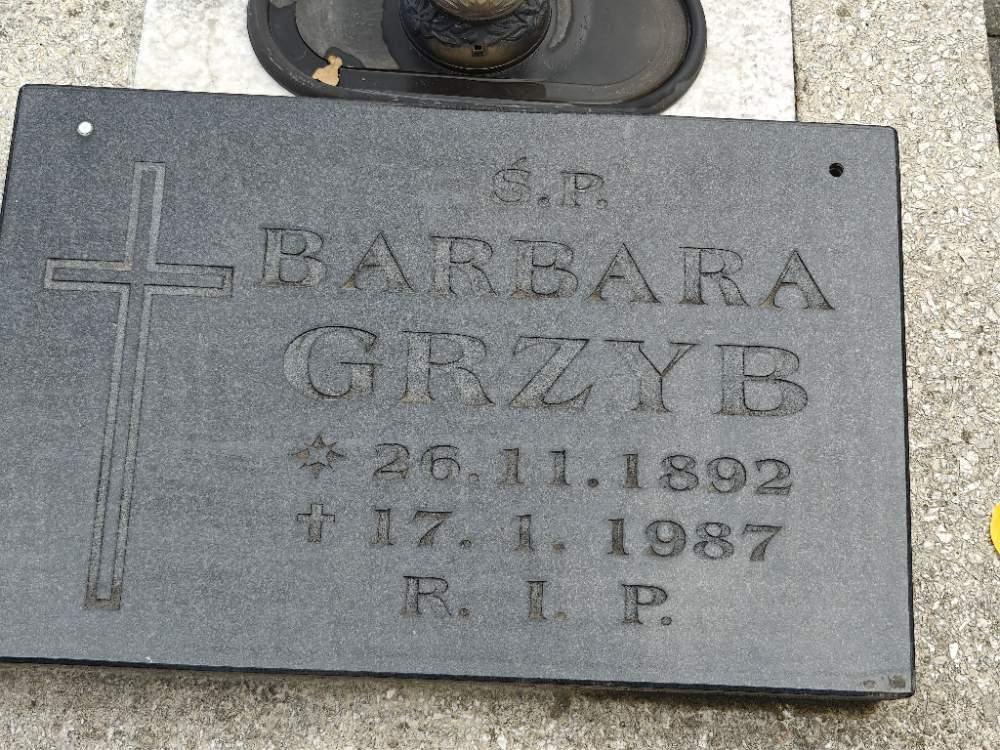 Ś.P.
BARBARA
GRZYB
26.11.1892
17. 1. 1987
R. I. P.